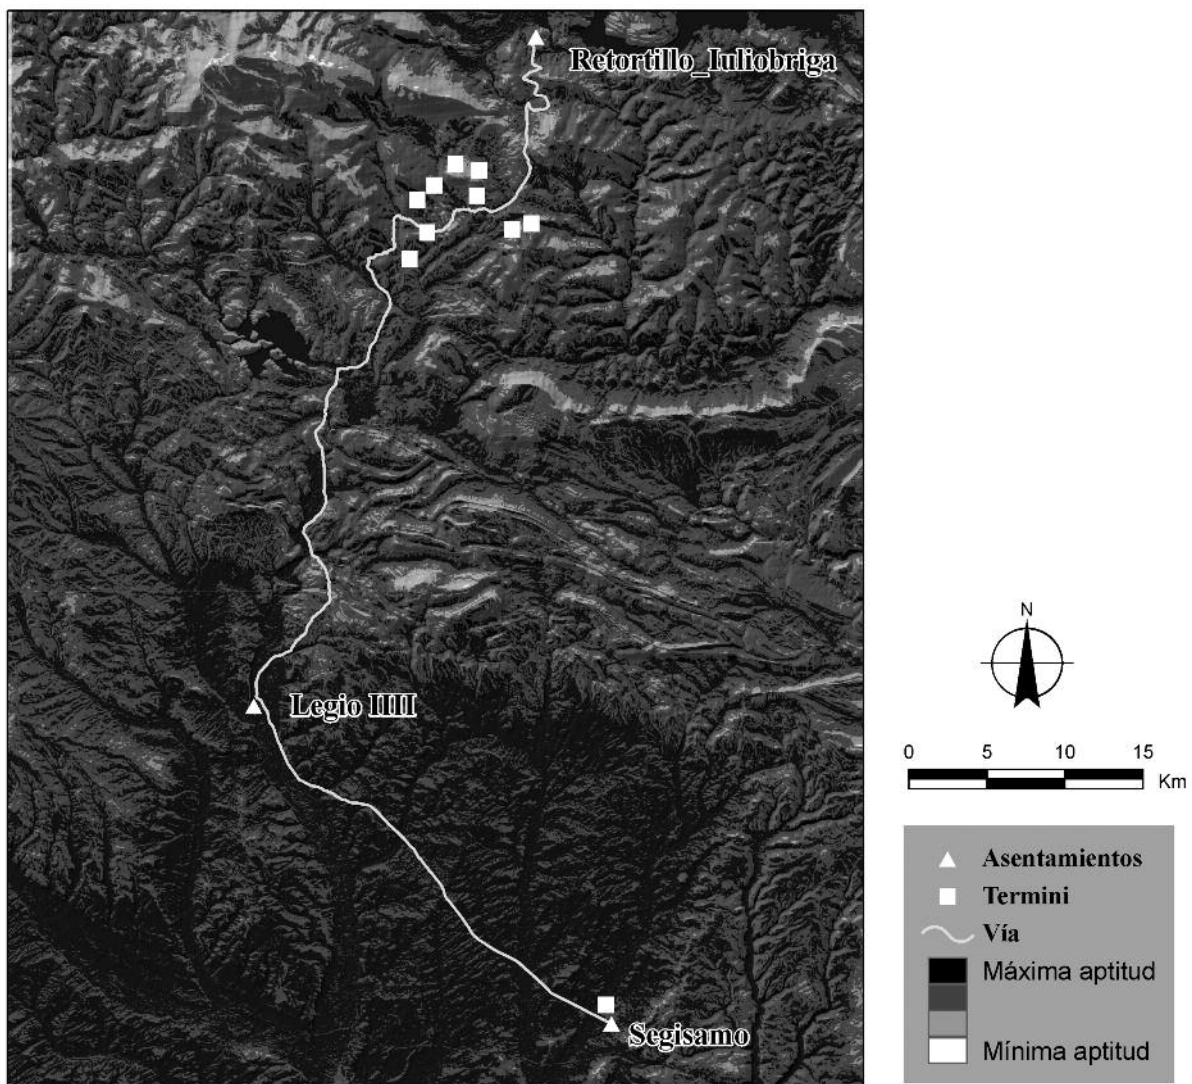 Retortillo_Iuliobriga
Legio IIII
Segisamo
N
0 5 10 15
Km
Asentamientos
Termini
Vía
Máxima aptitud
Mínima aptitud